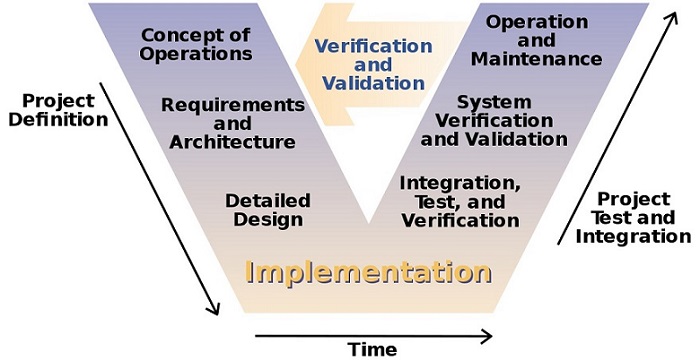 Concept of
Operations
Verification
and
Validation
Operation
and
Maintenance
Project
Definition
Requirements
and
Architecture
System
Verification
and Validation
Detailed
Design
Integration,
Test, and
Verification
Project
Test and
Integration
Implementation
Time